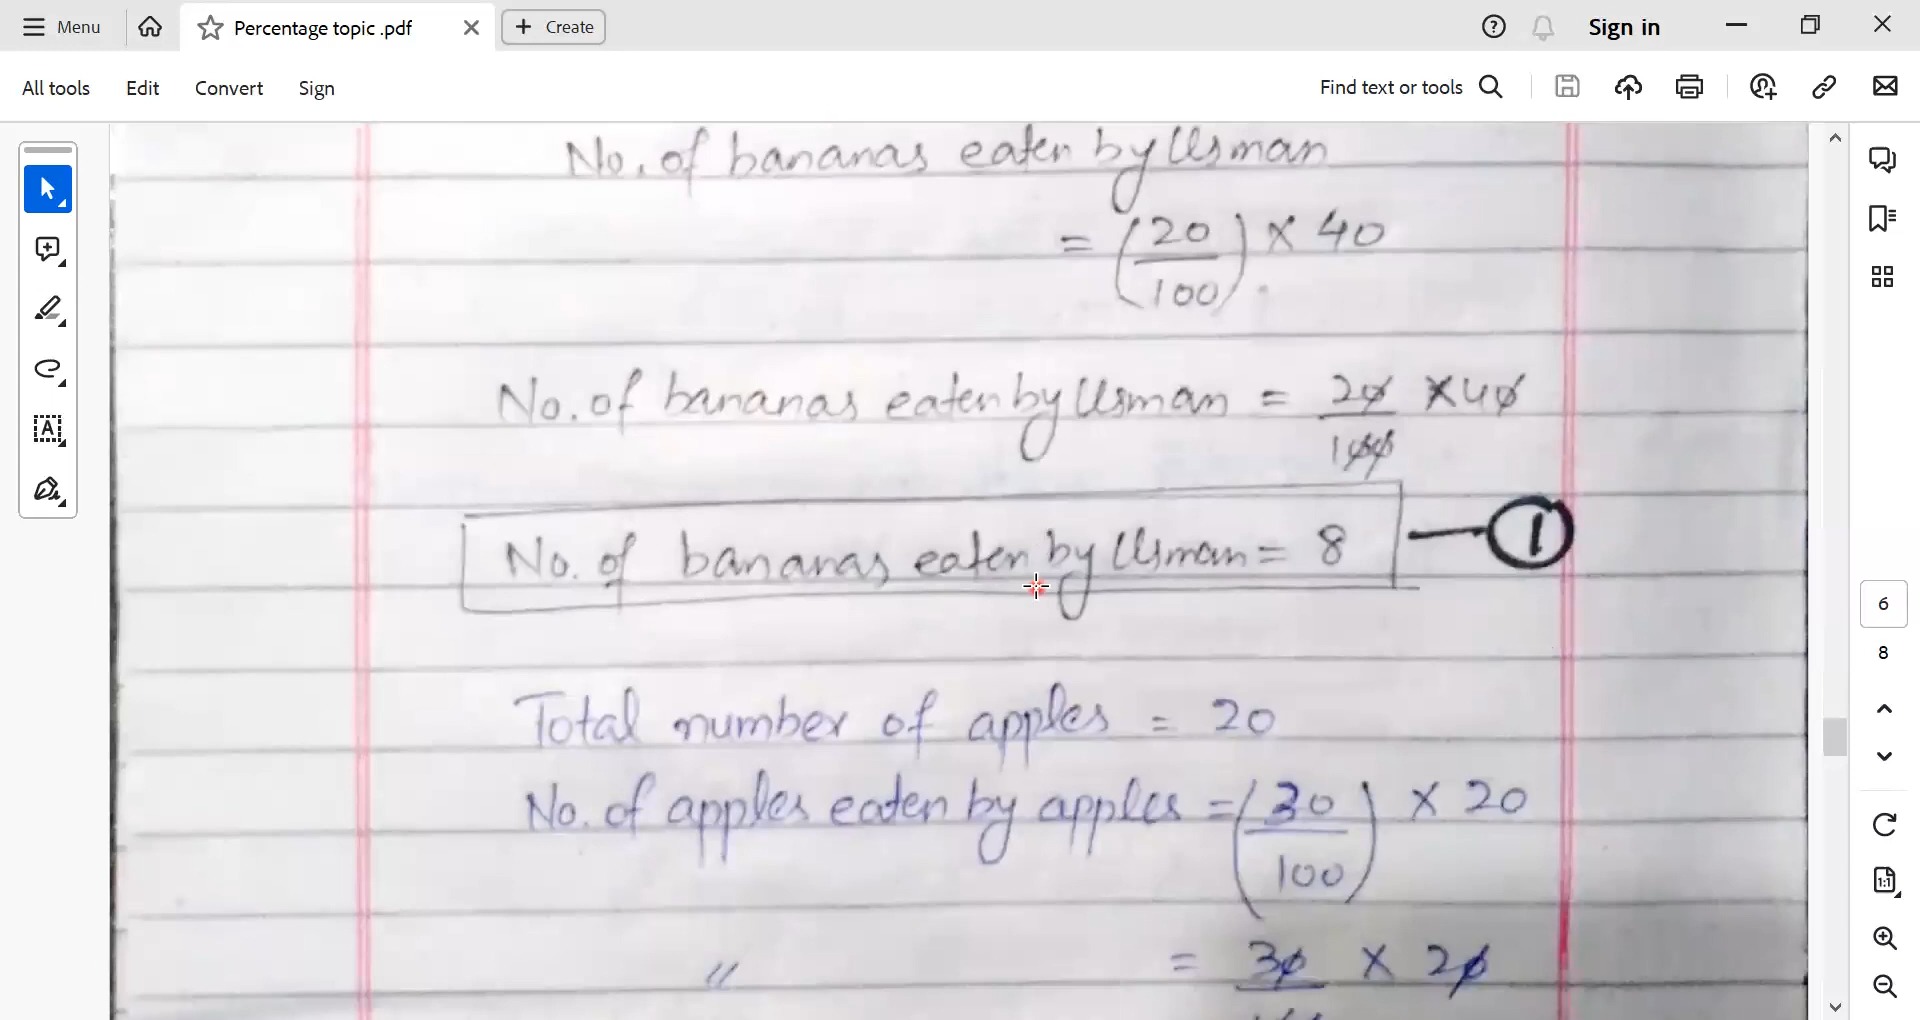 Menu
Percentage topic .pdf
Create
Sign in
All tools
Edit
Convert
Sign
Find text or tools
No. of bananas eaten by Usman
= (20/100) × 40
No. of bananas eaten by Usman = 20/100 × 40
No. of bananas eaten by Usman = 8 — 1
Total number of apples = 20
No. of apples eaten by apples = (30/100) × 20
" = 30 × 20
6
8